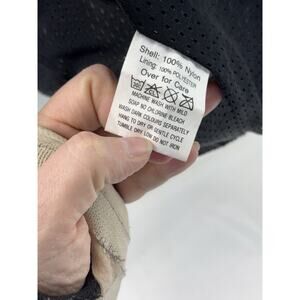 Shell: 100% Nylon
Lining: 100% POLYESTER
Over for Care
MACHINE WASH WITH MILD
SOAP NO CHLORINE BLEACH
WASH DARK COLOURS SEPARATELY
HANG TO DRY OR GENTLE CYCLE
TUMBLE DRY LOW DO NOT IRON